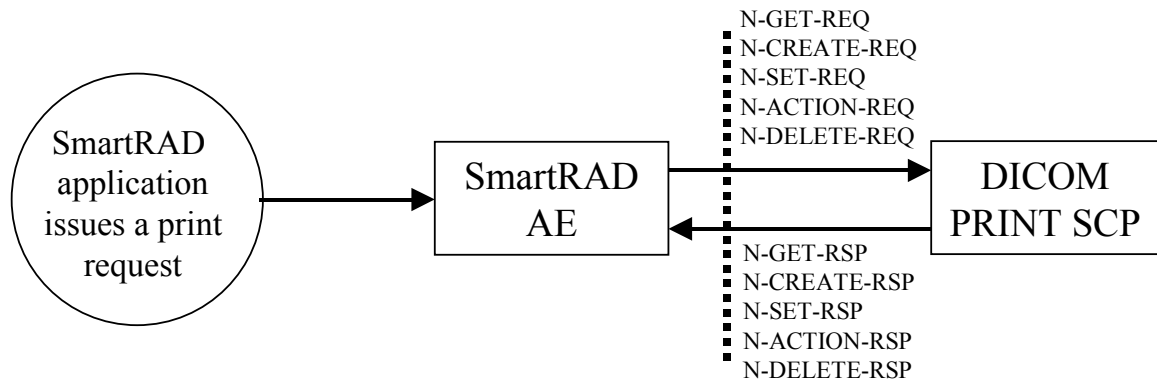 SmartRAD
application
issues a print
request
SmartRAD
AE
N-GET-REQ
N-CREATE-REQ
N-SET-REQ
N-ACTION-REQ
N-DELETE-REQ
DICOM
PRINT SCP
N-GET-RSP
N-CREATE-RSP
N-SET-RSP
N-ACTION-RSP
N-DELETE-RSP